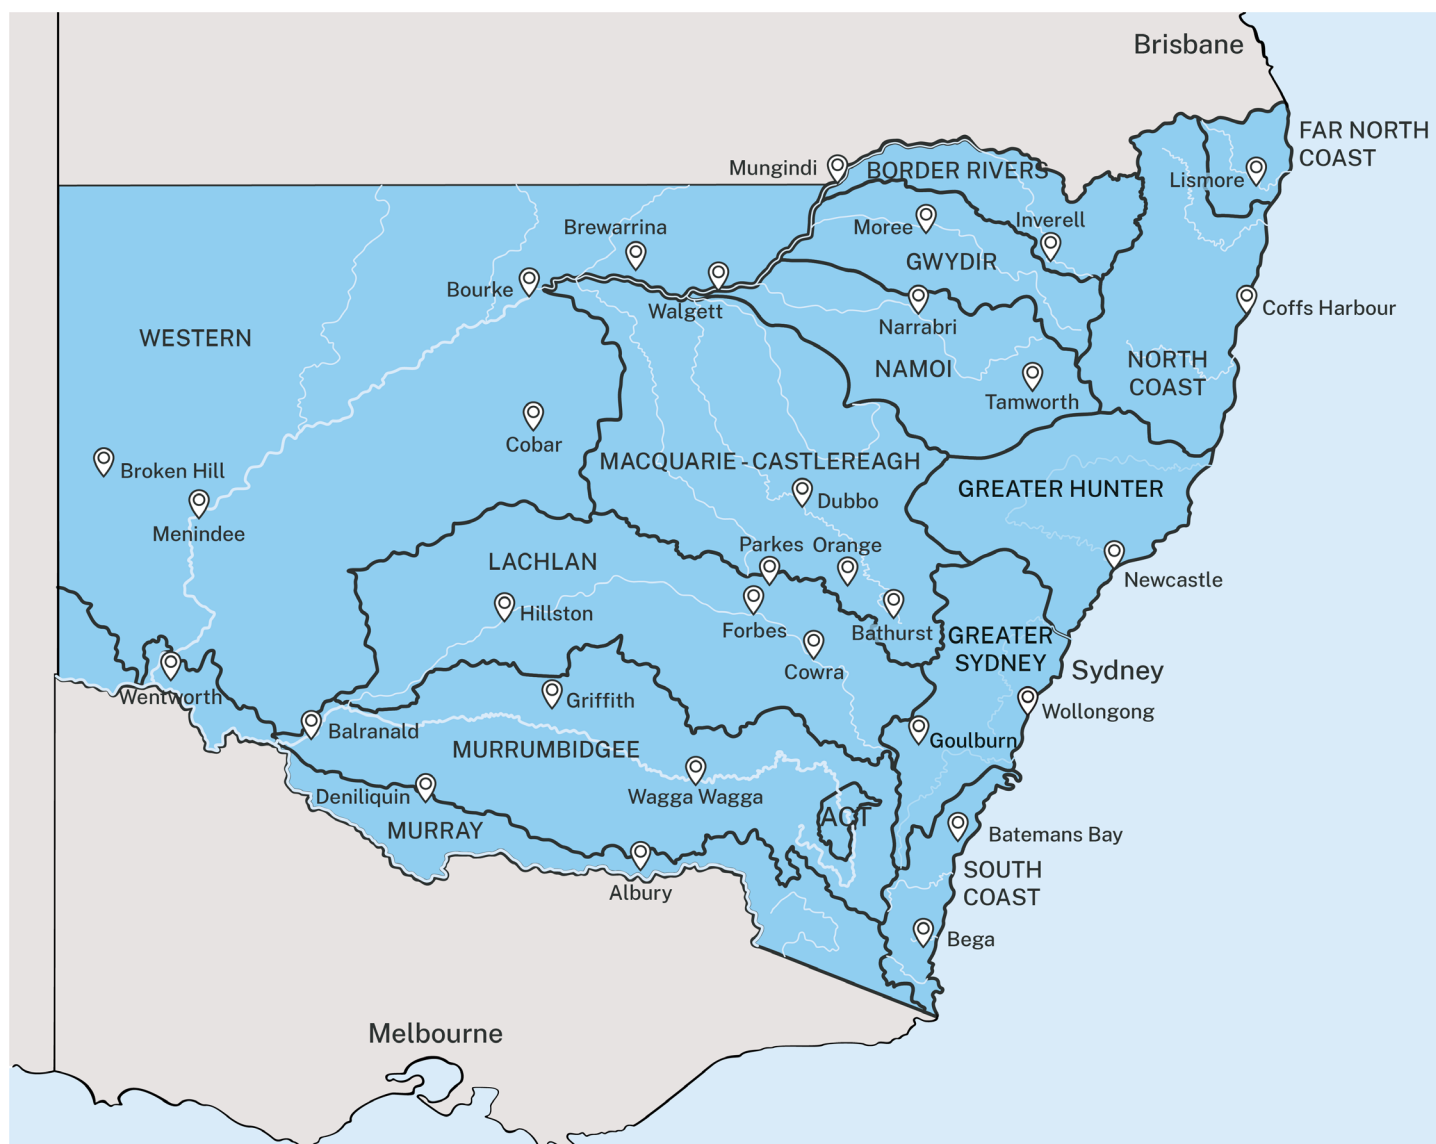 Brisbane
FAR NORTH
COAST
Mungindi
BORDER RIVERS
Lismore
Brewarrina
Moree
Inverell
GWYDIR
Bourke
Walgett
Narrabri
Coffs Harbour
WESTERN
NAMOI
NORTH
COAST
Tamworth
Cobar
Broken Hill
MACQUARIE - CASTLEREAGH
GREATER HUNTER
Dubbo
Menindee
LACHLAN
Parkes
Orange
Newcastle
Hillston
Forbes
Bathurst
GREATER
SYDNEY
Cowra
Sydney
Wentworth
Griffith
Wollongong
Balranald
Goulburn
MURRUMBIDGEE
Deniliquin
Wagga Wagga
ACT
MURRAY
Batemans Bay
SOUTH
COAST
Albury
Bega
Melbourne